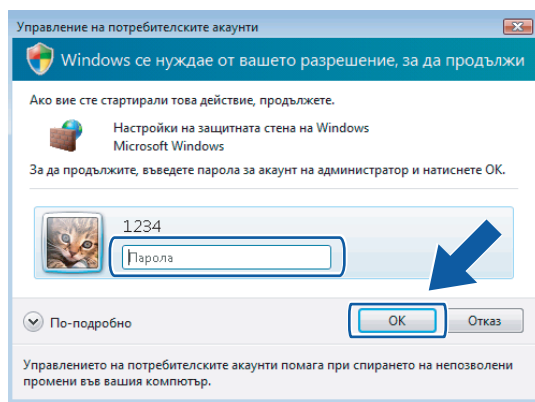 Управление на потребителските акаунти
Windows се нуждае от вашето разрешение, за да продължи
Ако вие сте стартирали това действие, продължете.
Настройки на защитната стена на Windows
Microsoft Windows
За да продължите, въведете парола за акаунт на администратор и натиснете ОК.
1234
Парола
По-подробно
OK
Отказ
Управлението на потребителските акаунти помага при спирането на непозволени
промени във вашия компютър.